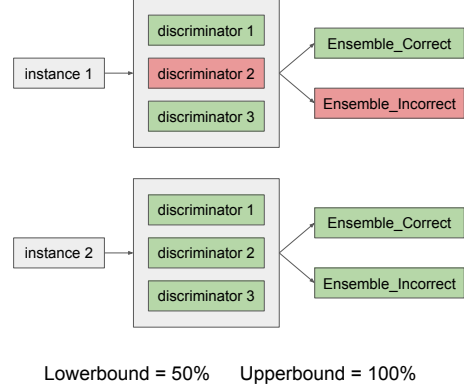 discriminator 1
Ensemble_Correct
instance 1
discriminator 2
Ensemble_Incorrect
discriminator 3
discriminator 1
Ensemble_Correct
instance 2
discriminator 2
Ensemble_Incorrect
discriminator 3
Lowerbound = 50% Upperbound = 100%